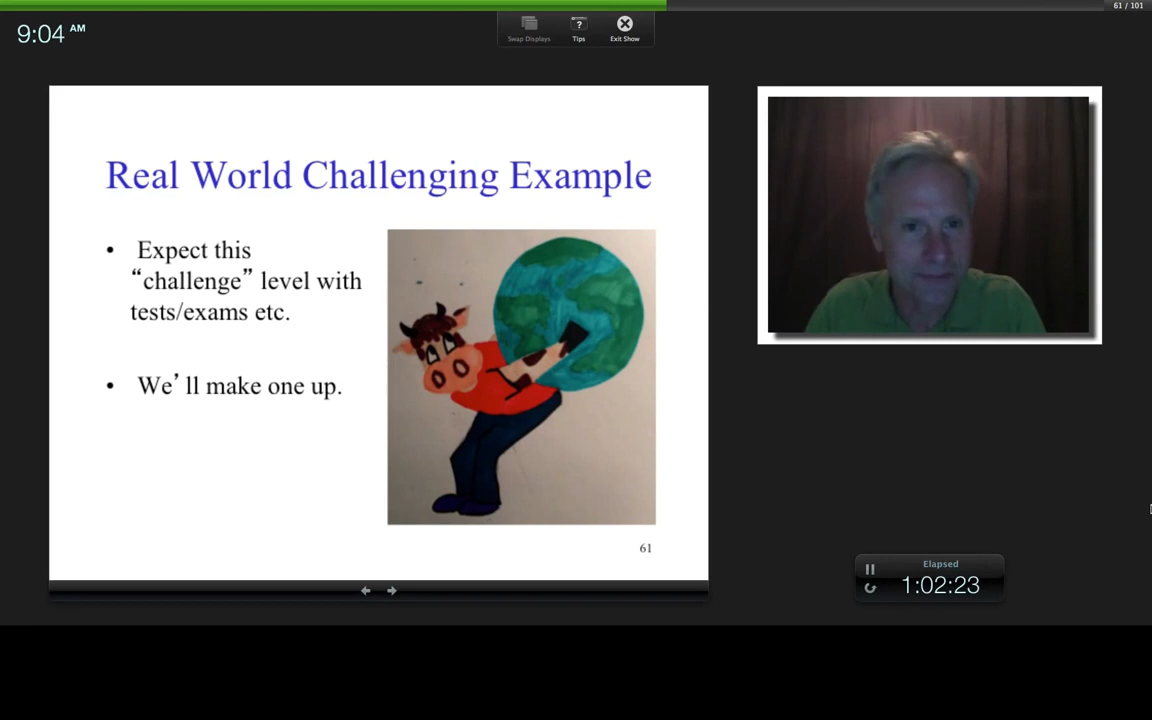 61 / 101
9:04 AM
Swap Displays
?
Tips
Exit Show
Real World Challenging Example
• Expect this
“challenge” level with
tests/exams etc.
• We’ll make one up.
61
Elapsed
1:02:23